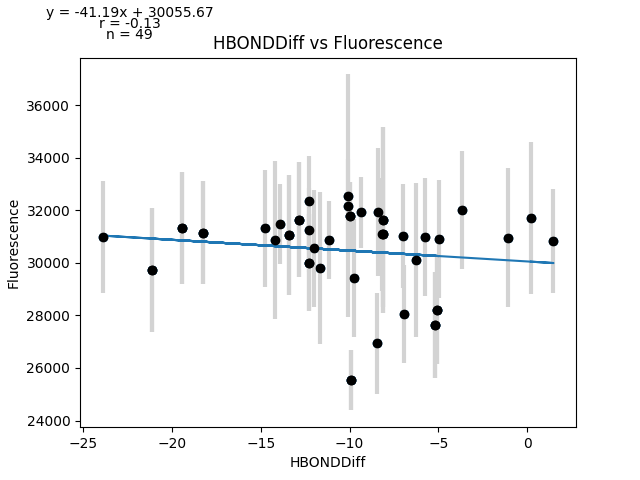 y = -41.19x + 30055.67
r = -0.13
n = 49
HBONDDiff vs Fluorescence
Fluorescence
36000
34000
32000
30000
28000
26000
24000
−25
−20
−15
−10
−5
0
HBONDDiff